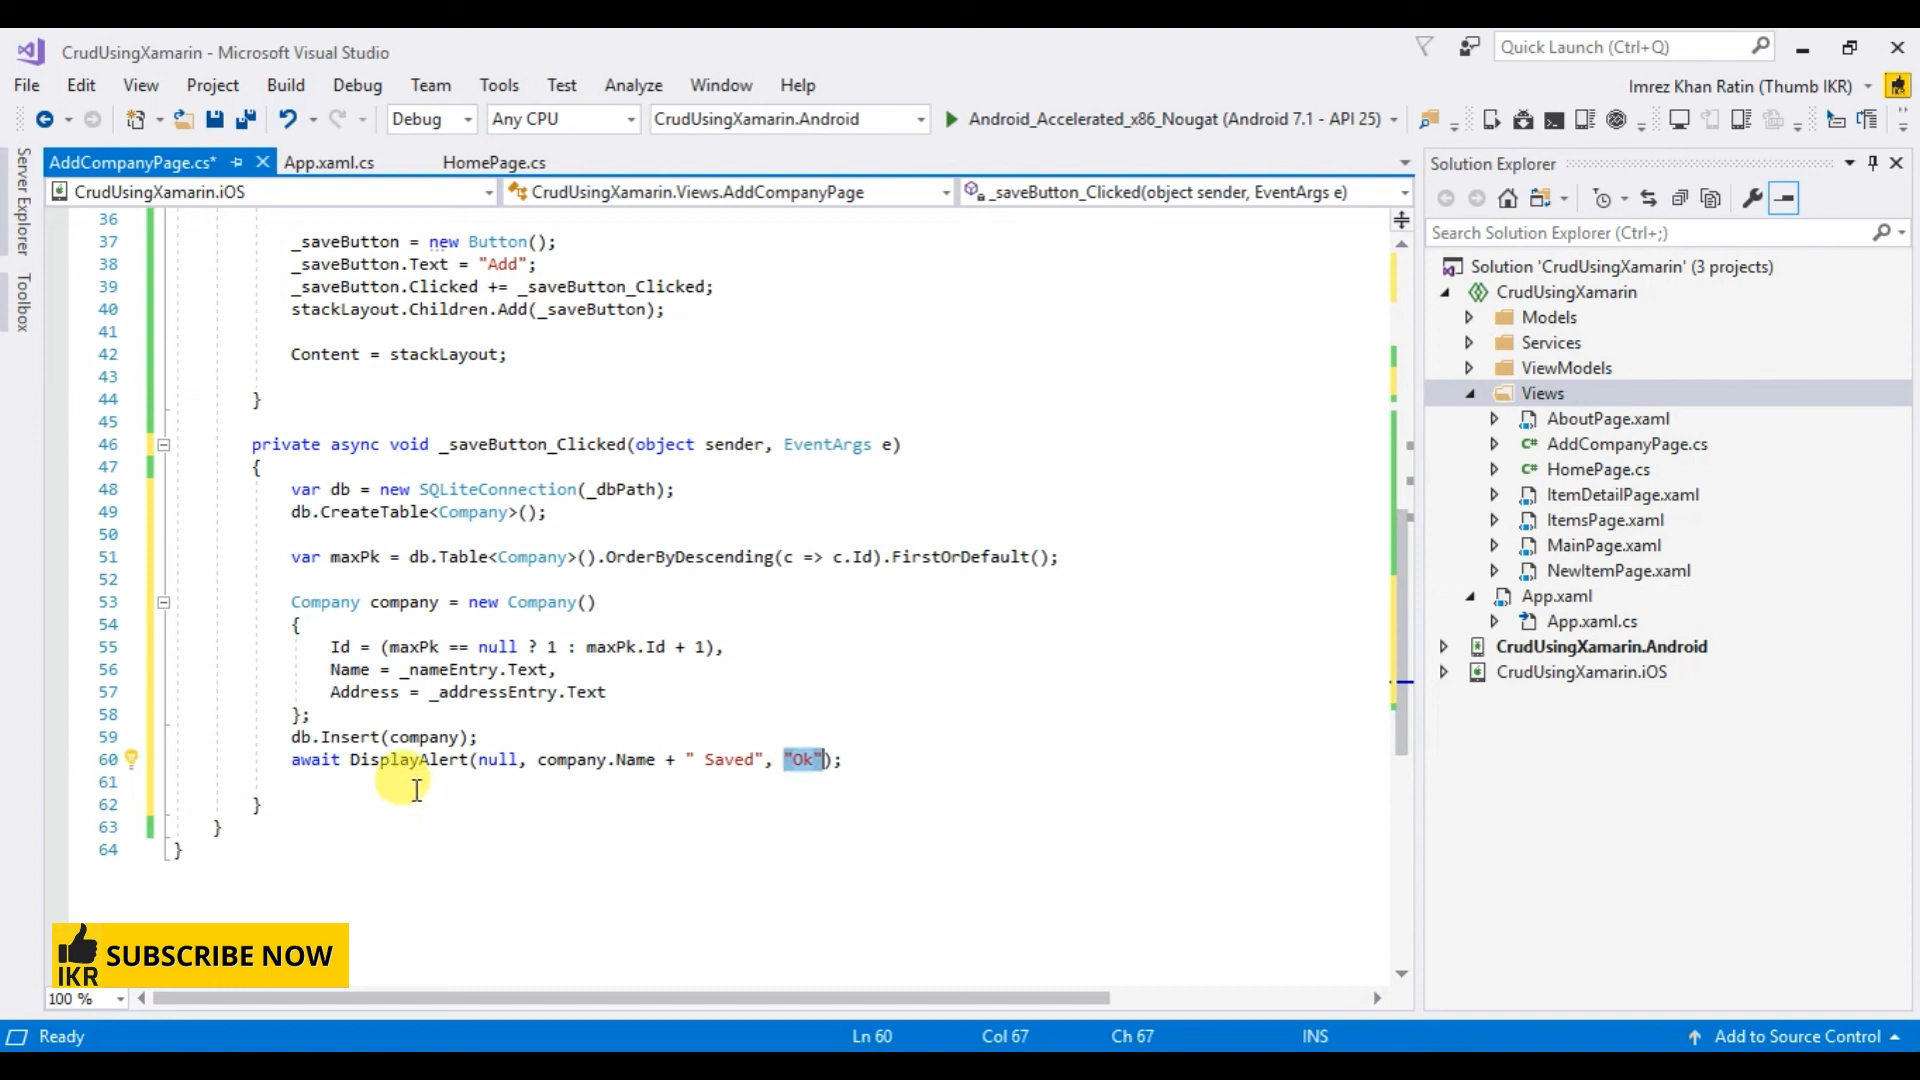 CrudUsingXamarin - Microsoft Visual Studio
Quick Launch (Ctrl+Q)
File Edit View Project Build Debug Team Tools Test Analyze Window Help
Imrez Khan Ratin (Thumb IKR)
Debug Any CPU CrudUsingXamarin.Android Android_Accelerated_x86_Nougat (Android 7.1 - API 25)
Server Explorer
Toolbox
AddCompanyPage.cs* App.xaml.cs HomePage.cs
CrudUsingXamarin.iOS CrudUsingXamarin.Views.AddCompanyPage _saveButton_Clicked(object sender, EventArgs e)
36
37 _saveButton = new Button();
38 _saveButton.Text = "Add";
39 _saveButton.Clicked += _saveButton_Clicked;
40 stackLayout.Children.Add(_saveButton);
41
42 Content = stackLayout;
43
44 }
45
46 private async void _saveButton_Clicked(object sender, EventArgs e)
47 {
48 var db = new SQLiteConnection(_dbPath);
49 db.CreateTable<Company>();
50
51 var maxPk = db.Table<Company>().OrderByDescending(c => c.Id).FirstOrDefault();
52
53 Company company = new Company()
54 {
55 Id = (maxPk == null ? 1 : maxPk.Id + 1),
56 Name = _nameEntry.Text,
57 Address = _addressEntry.Text
58 };
59 db.Insert(company);
60 await DisplayAlert(null, company.Name + " Saved", "Ok");
61
62 }
63 }
64 }
Solution Explorer
Search Solution Explorer (Ctrl+;)
Solution 'CrudUsingXamarin' (3 projects)
CrudUsingXamarin
Models
Services
ViewModels
Views
AboutPage.xaml
C# AddCompanyPage.cs
C# HomePage.cs
ItemDetailPage.xaml
ItemsPage.xaml
MainPage.xaml
NewItemPage.xaml
App.xaml
App.xaml.cs
CrudUsingXamarin.Android
CrudUsingXamarin.iOS
IKR SUBSCRIBE NOW
100 %
Ready Ln 60 Col 67 Ch 67 INS Add to Source Control